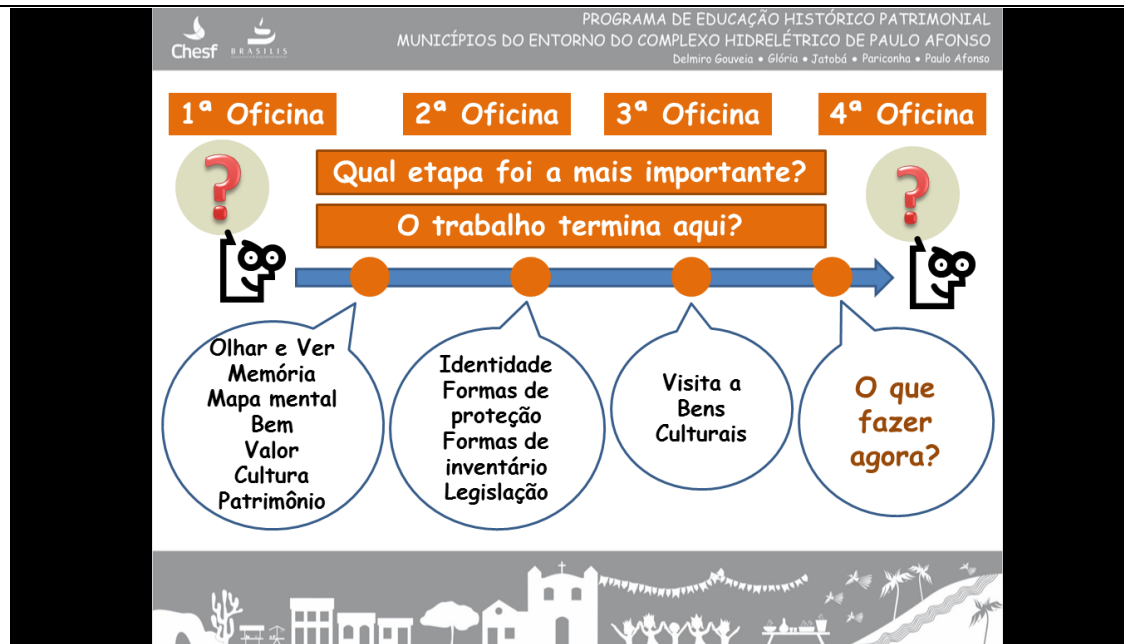 Chesf
BRASILIS
PROGRAMA DE EDUCAÇÃO HISTÓRICO PATRIMONIAL
MUNICÍPIOS DO ENTORNO DO COMPLEXO HIDRELÉTRICO DE PAULO AFONSO
Delmiro Gouveia • Glória • Jatobá • Pariconha • Paulo Afonso
1ª Oficina
2ª Oficina
3ª Oficina
4ª Oficina
?
?
Qual etapa foi a mais importante?
O trabalho termina aqui?
Olhar e Ver
Memória
Mapa mental
Bem
Valor
Cultura
Patrimônio
Identidade
Formas de
proteção
Formas de
inventário
Legislação
Visita a
Bens
Culturais
O que
fazer
agora?